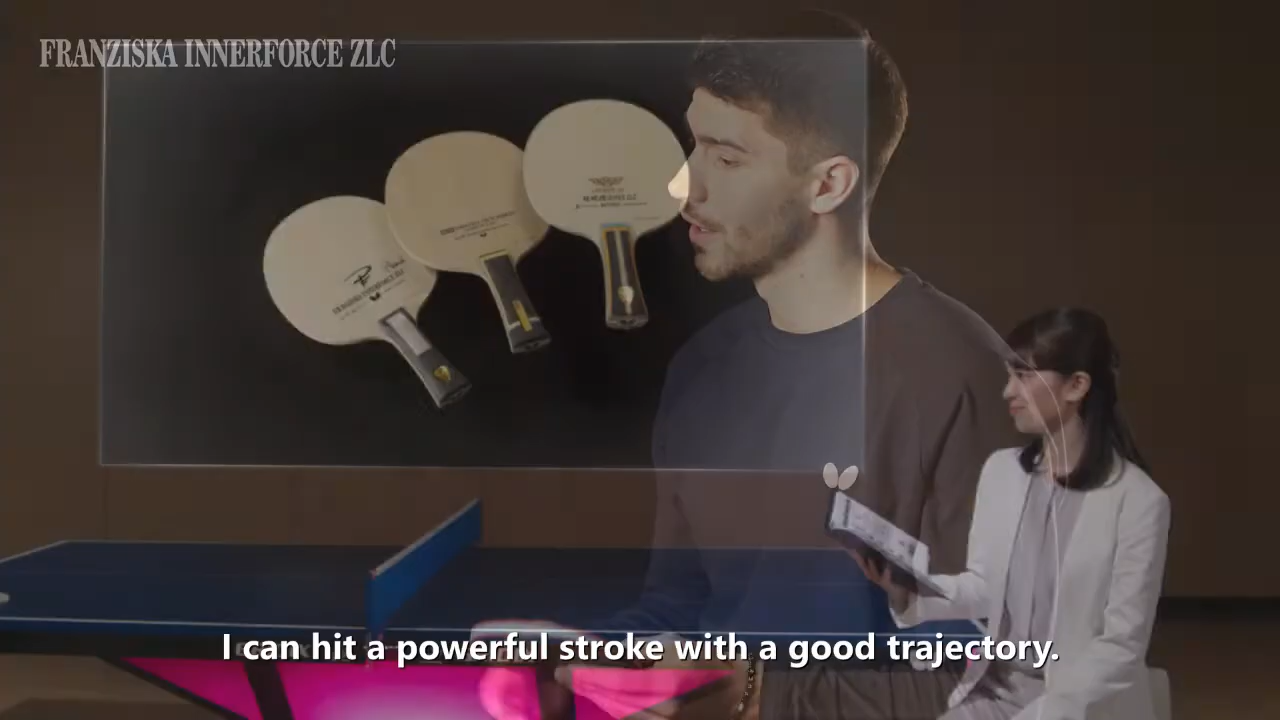 FRANZISKA INNERFORCE ZLC
I can hit a powerful stroke with a good trajectory.